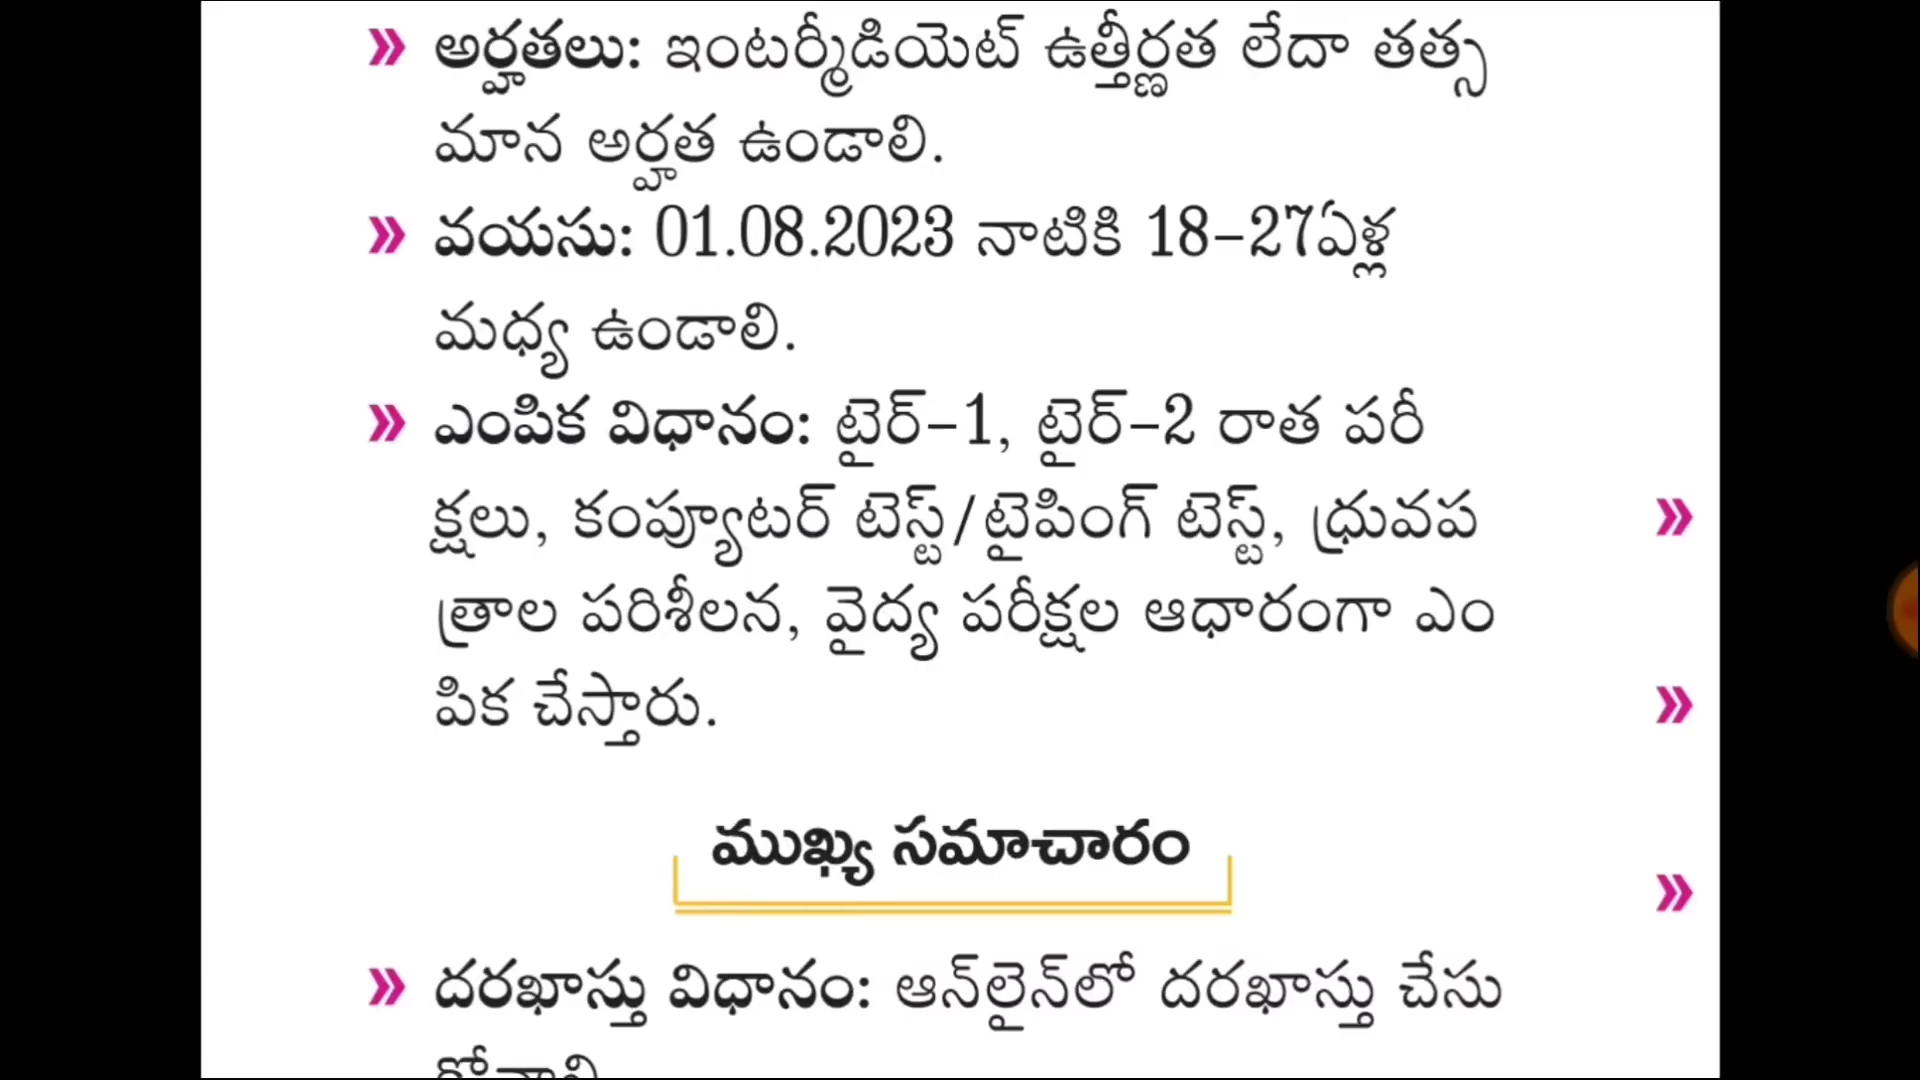 » అర్హతలు: ఇంటర్మీడియెట్ ఉత్తీర్ణత లేదా తత్స
మాన అర్హత ఉండాలి.
» వయసు: 01.08.2023 నాటికి 18–27ఏళ్ల
మధ్య ఉండాలి.
» ఎంపిక విధానం: టైర్–1, టైర్–2 రాత పరీ
క్షలు, కంప్యూటర్ టెస్ట్/టైపింగ్ టెస్ట్, ధ్రువప
త్రాల పరిశీలన, వైద్య పరీక్షల ఆధారంగా ఎం
పిక చేస్తారు.
ముఖ్య సమాచారం
» దరఖాస్తు విధానం: ఆన్‌లైన్‌లో దరఖాస్తు చేసు